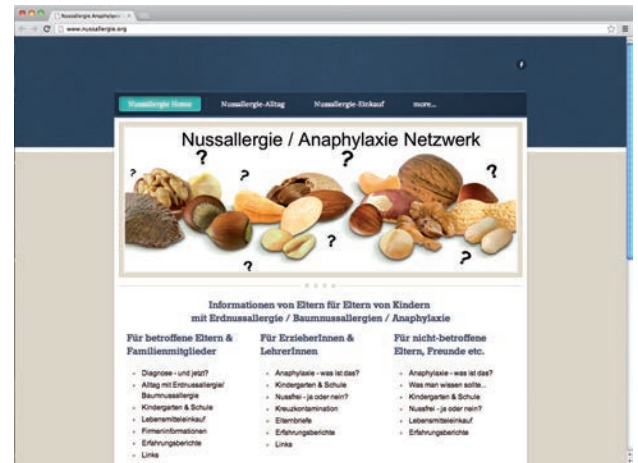 Nussallergie Anaphylaxie
www.nussallergie.org
Nussallergie Home
Nussallergie-Alltag
Nussallergie-Einkauf
more...
Nussallergie / Anaphylaxie Netzwerk
?
?
?
?
?
?
?
Informationen von Eltern für Eltern von Kindern
mit Erdnussallergie / Baumnussallergien / Anaphylaxie
Für betroffene Eltern &
Familienmitglieder
Diagnose - und jetzt?
Alltag mit Erdnussallergie/
Baumnussallergie
Kindergarten & Schule
Lebensmitteleinkauf
Firmeninformationen
Erfahrungsberichte
Links
Für ErzieherInnen &
LehrerInnen
Anaphylaxie - was ist das?
Kindergarten & Schule
Nussfrei - ja oder nein?
Kreuzkontamination
Elternbriefe
Erfahrungsberichte
Links
Für nicht-betroffene
Eltern, Freunde etc.
Anaphylaxie - was ist das?
Was man wissen sollte...
Kindergarten & Schule
Nussfrei - ja oder nein?
Lebensmitteleinkauf
Erfahrungsberichte